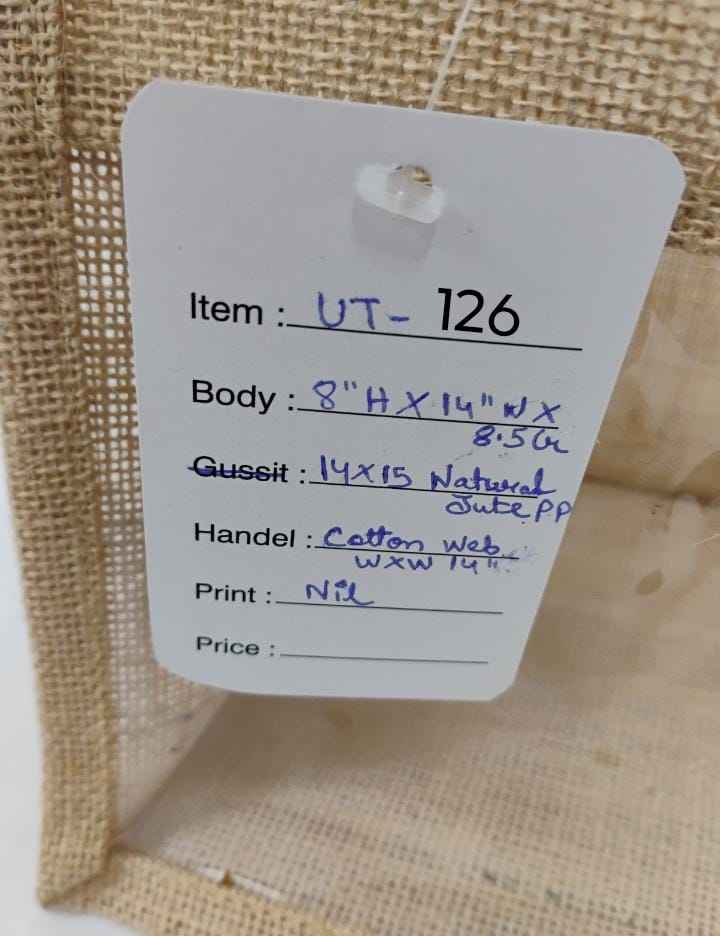 Item : UT- 126
Body : 8" H X 14" W X
8.5 G
Gussit : 14X15 Natural
Jute PP
Handel : Cotton Web
WXW 14"
Print : Nil
Price :